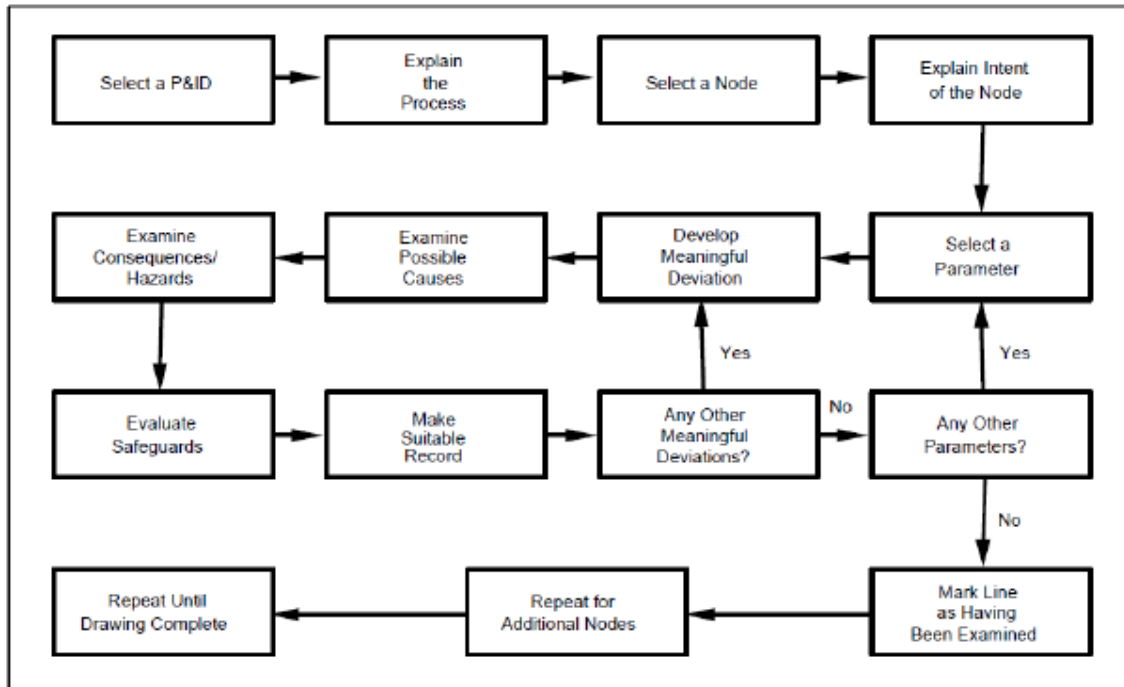 Select a P&ID
Explain
the
Process
Select a Node
Explain Intent
of the Node
Examine
Consequences/
Hazards
Examine
Possible
Causes
Develop
Meaningful
Deviation
Select a
Parameter
Yes
Yes
Evaluate
Safeguards
Make
Suitable
Record
Any Other
Meaningful
Deviations?
No
Any Other
Parameters?
No
Repeat Until
Drawing Complete
Repeat for
Additional Nodes
Mark Line
as Having
Been Examined